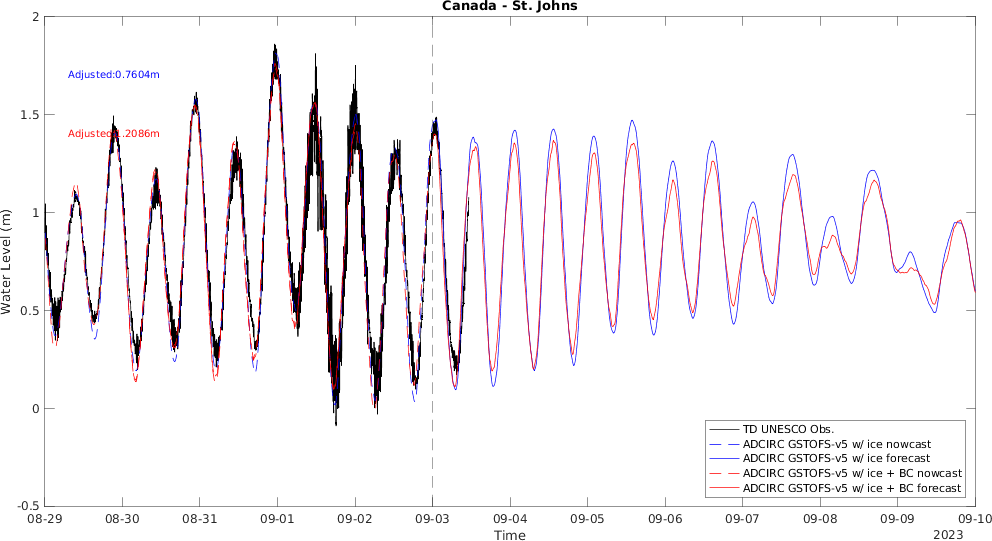 Canada - St. Johns
2
1.5
1
0.5
0
-0.5
Water Level (m)
Adjusted:0.7604m
Adjusted:1.2086m
TD UNESCO Obs.
ADCIRC GSTOFS-v5 w/ ice nowcast
ADCIRC GSTOFS-v5 w/ ice forecast
ADCIRC GSTOFS-v5 w/ ice + BC nowcast
ADCIRC GSTOFS-v5 w/ ice + BC forecast
08-29 08-30 08-31 09-01 09-02 09-03 09-04 09-05 09-06 09-07 09-08 09-09 09-10
Time
2023